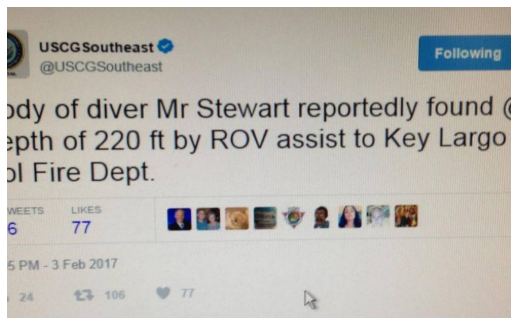 USCGSoutheast
@USCGSoutheast
Following
ody of diver Mr Stewart reportedly found @
epth of 220 ft by ROV assist to Key Largo
ol Fire Dept.
WEETS LIKES
6 77
5 PM - 3 Feb 2017
24 106 77